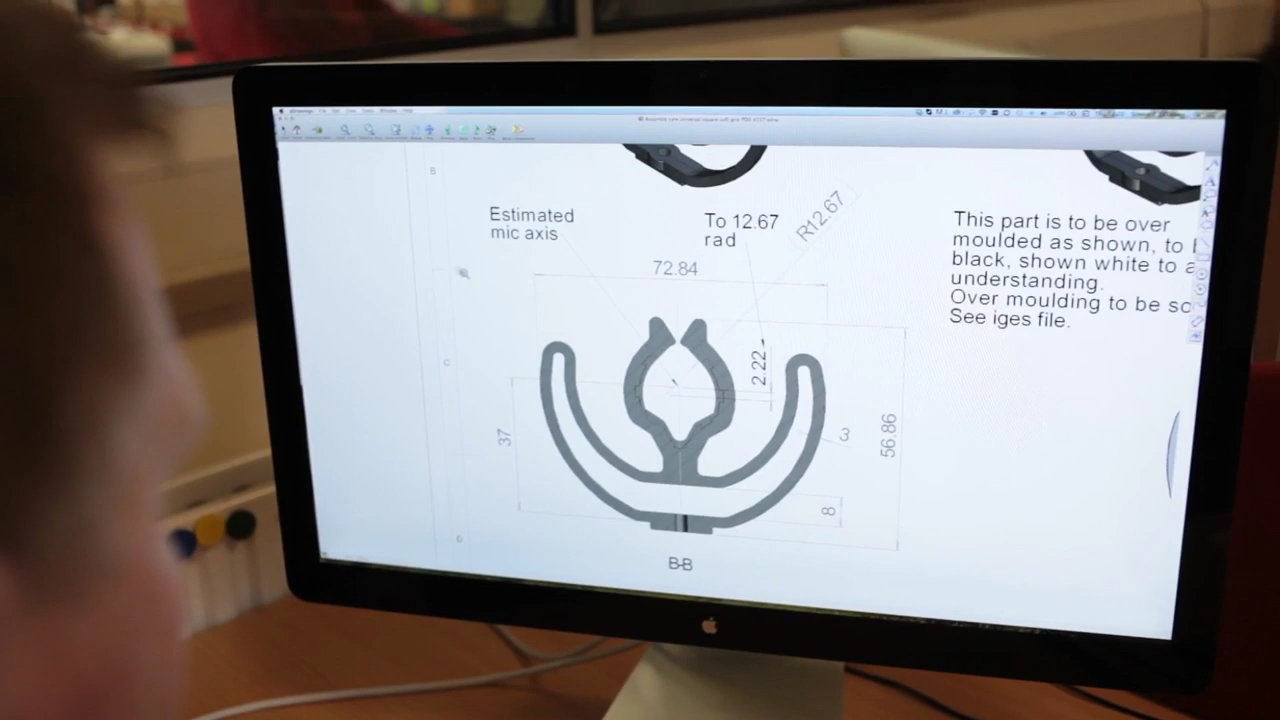 B
Estimated
mic axis
To 12.67
rad
R12.67
72.84
This part is to be over
moulded as shown, to
black, shown white to a
understanding.
Over moulding to be so
See iges file.
2.22
C
37
3
56.86
8
D
B-B